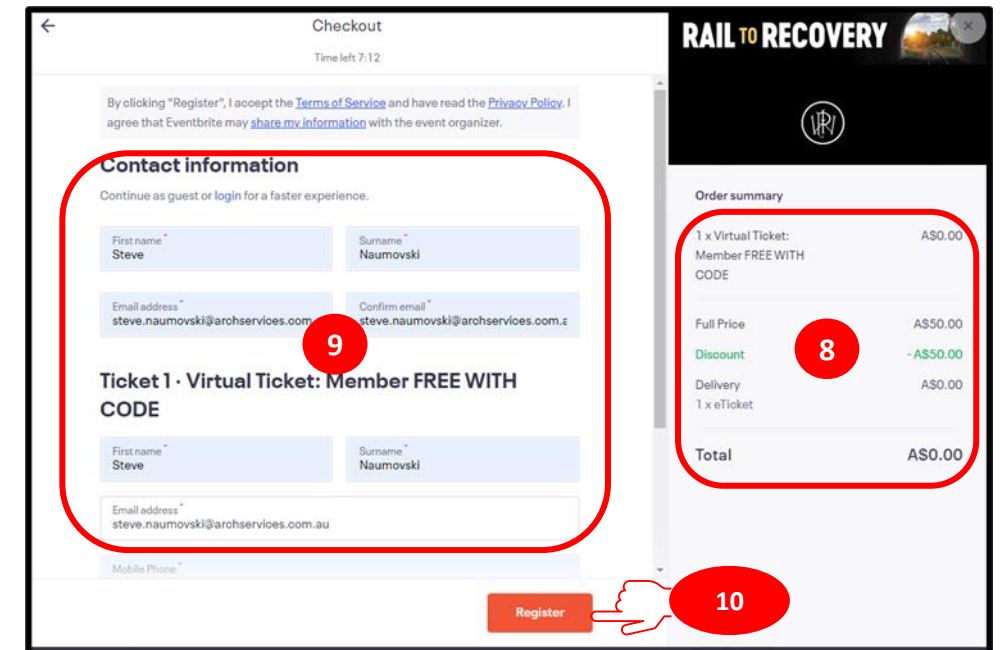 Checkout
Time left 7:12
By clicking "Register", I accept the Terms of Service and have read the Privacy Policy. I
agree that Eventbrite may share my information with the event organizer.
Contact information
Continue as guest or login for a faster experience.
First name *
Steve
Surname *
Naumovski
Email address *
steve.naumovski@archservices.com
Confirm email *
steve.naumovski@archservices.com.a
9
Ticket 1 · Virtual Ticket: Member FREE WITH
CODE
First name *
Steve
Surname *
Naumovski
Email address *
steve.naumovski@archservices.com.au
Mobile Phone *
Register
10
RAIL TO RECOVERY
×
Order summary
1 x Virtual Ticket:
Member FREE WITH
CODE
A$0.00
Full Price
A$50.00
Discount
- A$50.00
8
Delivery
1 x eTicket
A$0.00
Total
A$0.00